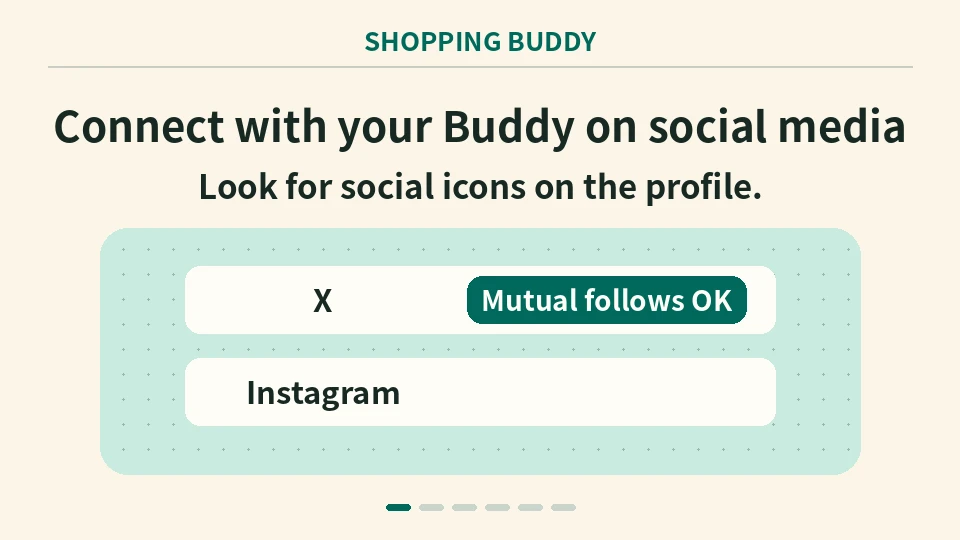 SHOPPING BUDDY
Connect with your Buddy on social media
Look for social icons on the profile.
X
Mutual follows OK
Instagram